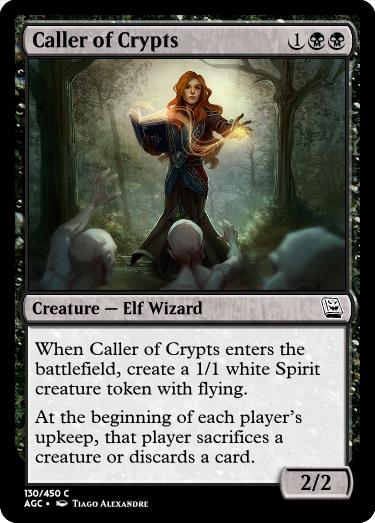 Caller of Crypts 1
Creature — Elf Wizard
When Caller of Crypts enters the
battlefield, create a 1/1 white Spirit
creature token with flying.
At the beginning of each player's
upkeep, that player sacrifices a
creature or discards a card.
2/2
130/450 C
AGC • Tiago Alexandre